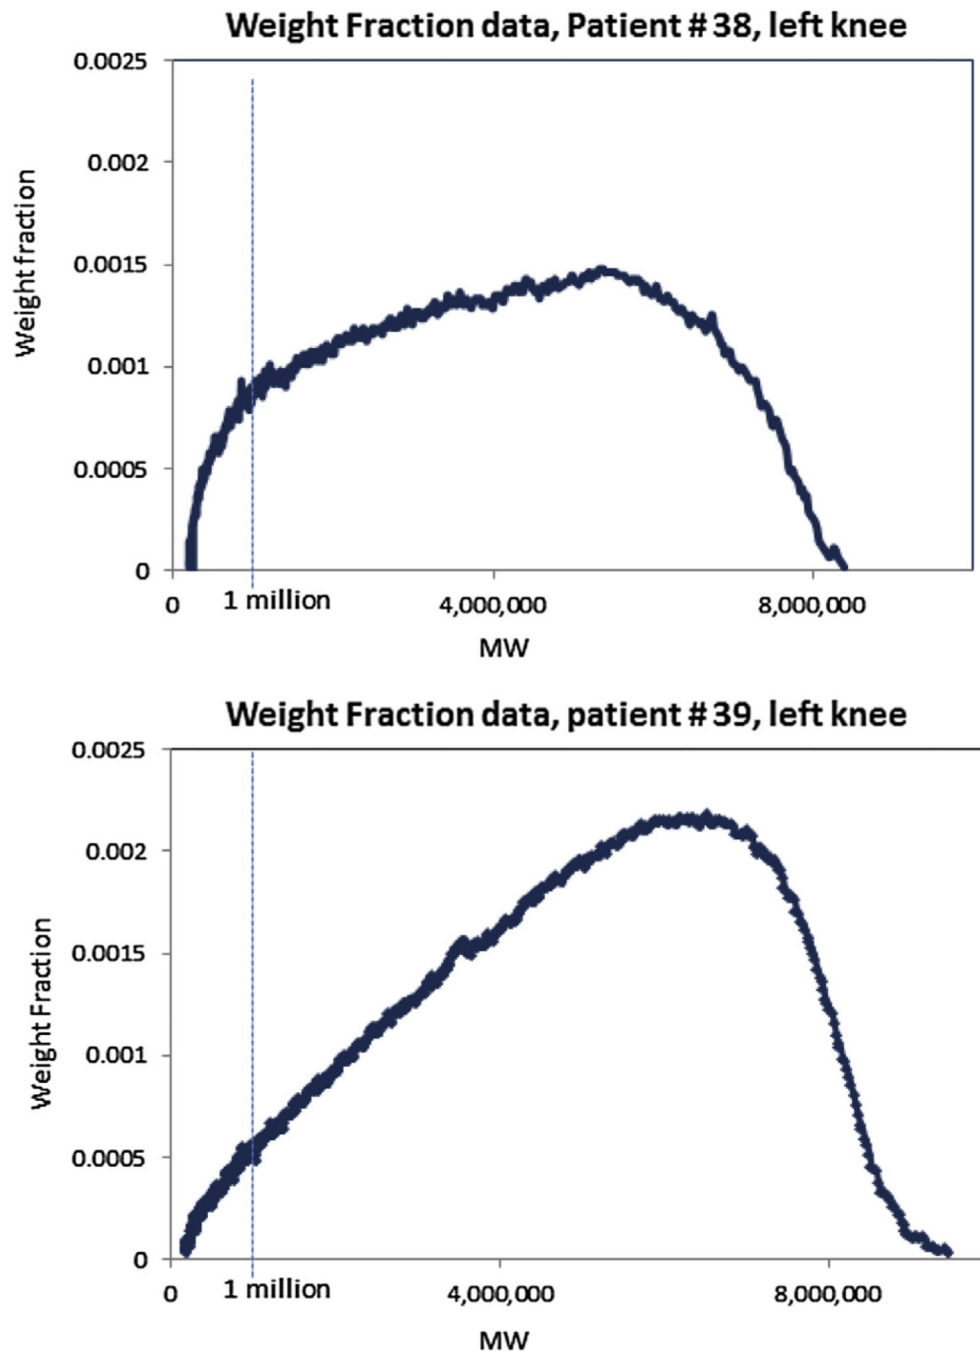 Weight Fraction data, Patient # 38, left knee
0.0025
0.002
0.0015
0.001
0.0005
0
Weight fraction
0 1 million 4,000,000 8,000,000
MW
Weight Fraction data, patient # 39, left knee
0.0025
0.002
0.0015
0.001
0.0005
0
Weight Fraction
0 1 million 4,000,000 8,000,000
MW